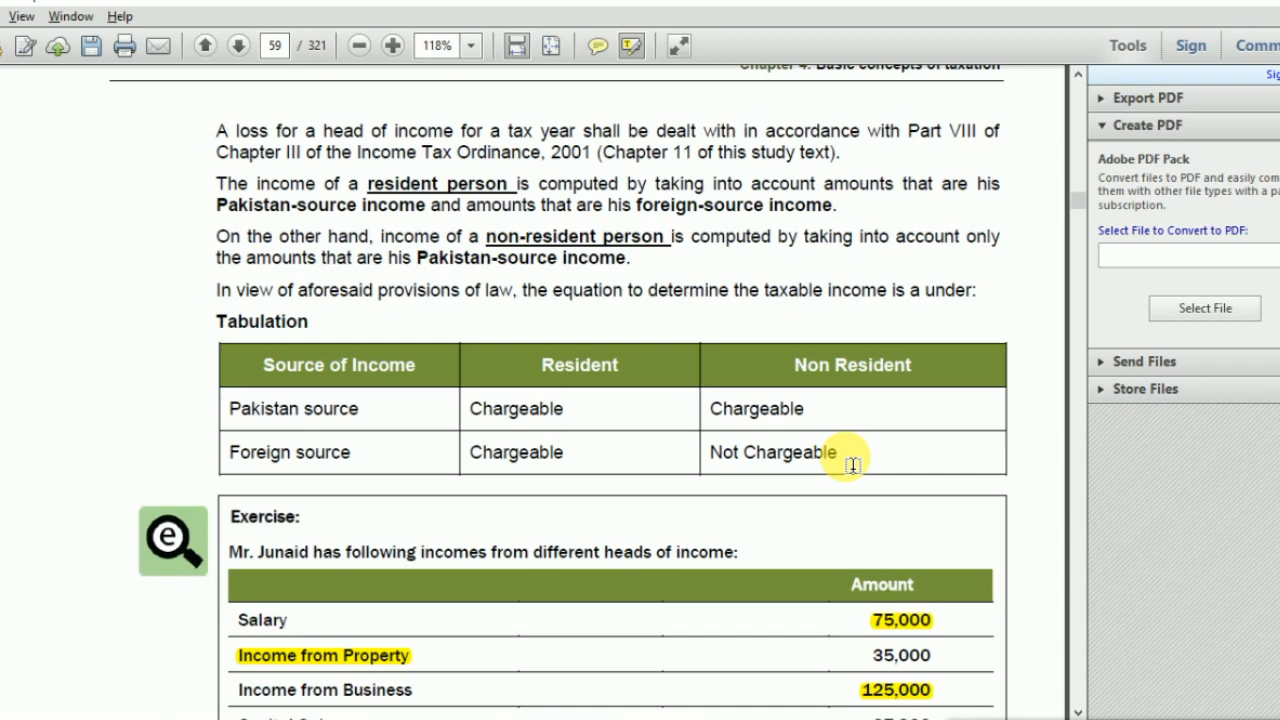 View Window Help
59 / 321 118% Tools Sign Comm
Chapter 4: Basic concepts of taxation
A loss for a head of income for a tax year shall be dealt with in accordance with Part VIII of
Chapter III of the Income Tax Ordinance, 2001 (Chapter 11 of this study text).
The income of a resident person is computed by taking into account amounts that are his
Pakistan-source income and amounts that are his foreign-source income.
On the other hand, income of a non-resident person is computed by taking into account only
the amounts that are his Pakistan-source income.
In view of aforesaid provisions of law, the equation to determine the taxable income is a under:
Tabulation
Source of Income Resident Non Resident
Pakistan source Chargeable Chargeable
Foreign source Chargeable Not Chargeable
e
Exercise:
Mr. Junaid has following incomes from different heads of income:
Amount
Salary 75,000
Income from Property 35,000
Income from Business 125,000
Sig
Export PDF
Create PDF
Adobe PDF Pack
Convert files to PDF and easily com
them with other file types with a pa
subscription.
Select File to Convert to PDF:
Select File
Send Files
Store Files